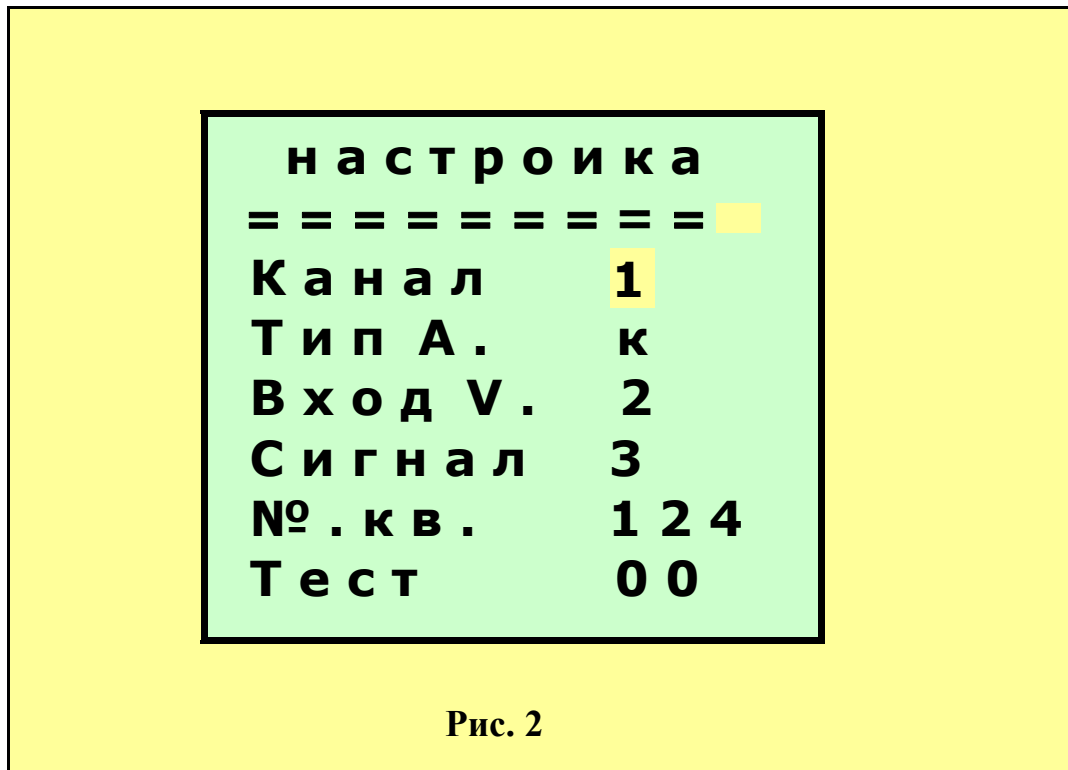 настроика
=========
Канал 1
Тип А. к
Вход V. 2
Сигнал 3
№.кв. 124
Тест 00
Рис. 2